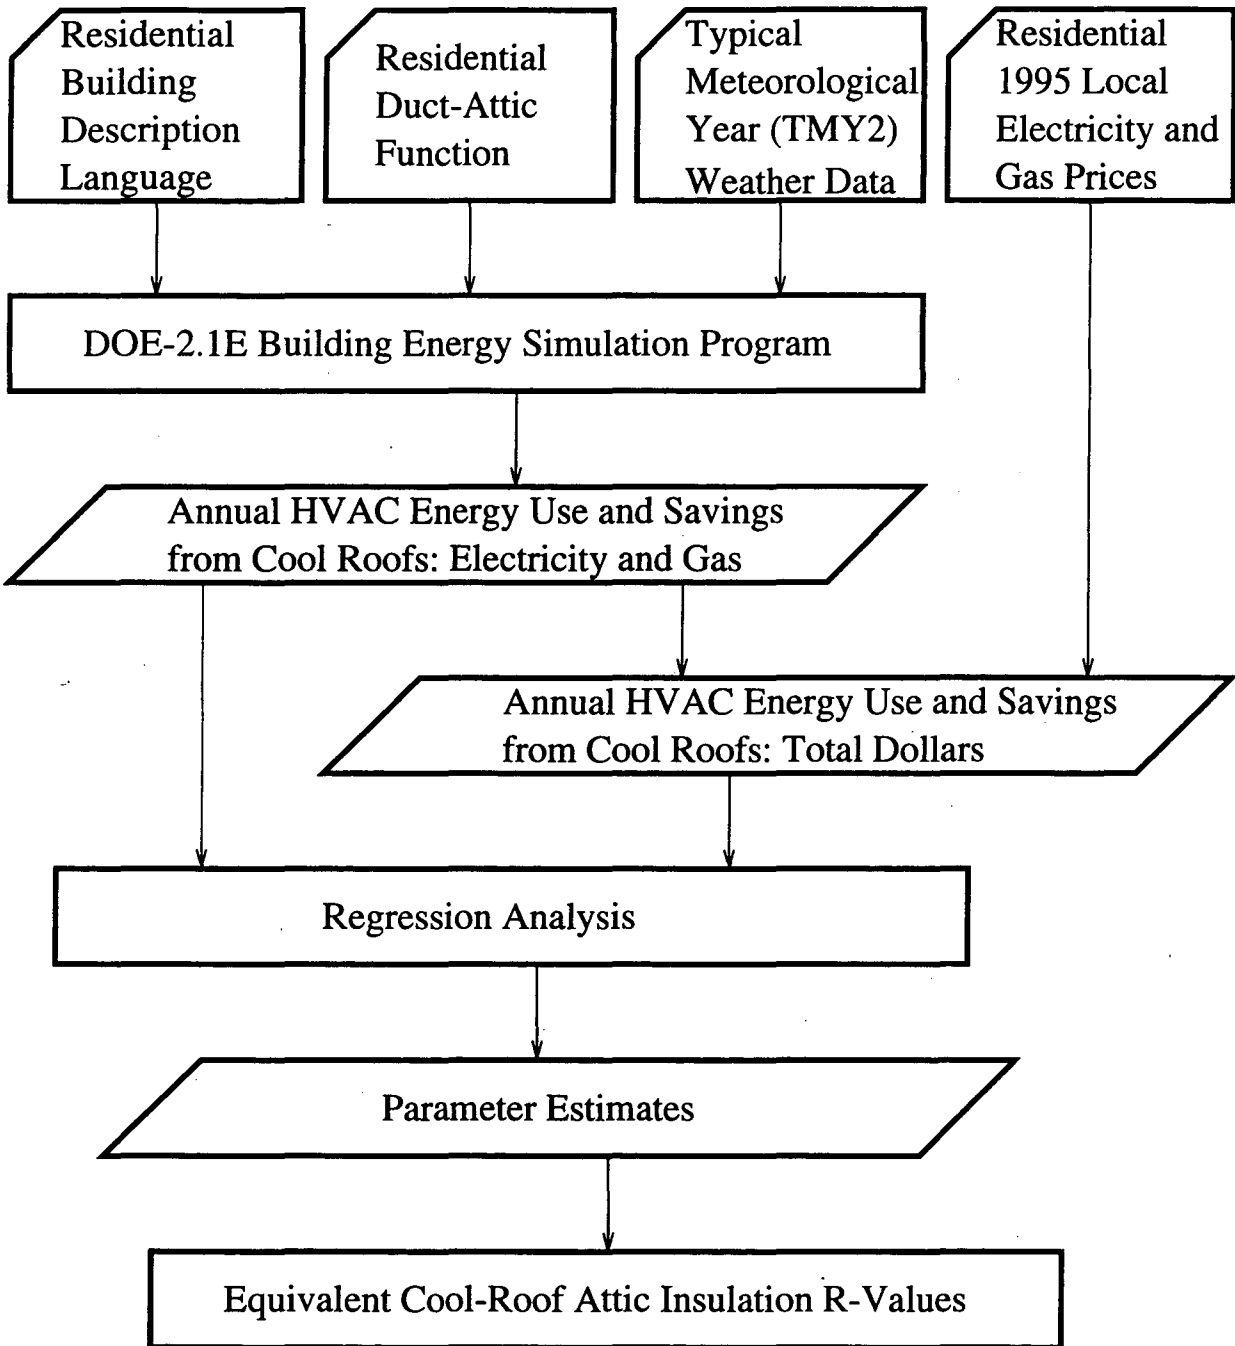 Residential
Building
Description
Language
Residential
Duct-Attic
Function
Typical
Meteorological
Year (TMY2)
Weather Data
Residential
1995 Local
Electricity and
Gas Prices
DOE-2.1E Building Energy Simulation Program
Annual HVAC Energy Use and Savings
from Cool Roofs: Electricity and Gas
Annual HVAC Energy Use and Savings
from Cool Roofs: Total Dollars
Regression Analysis
Parameter Estimates
Equivalent Cool-Roof Attic Insulation R-Values